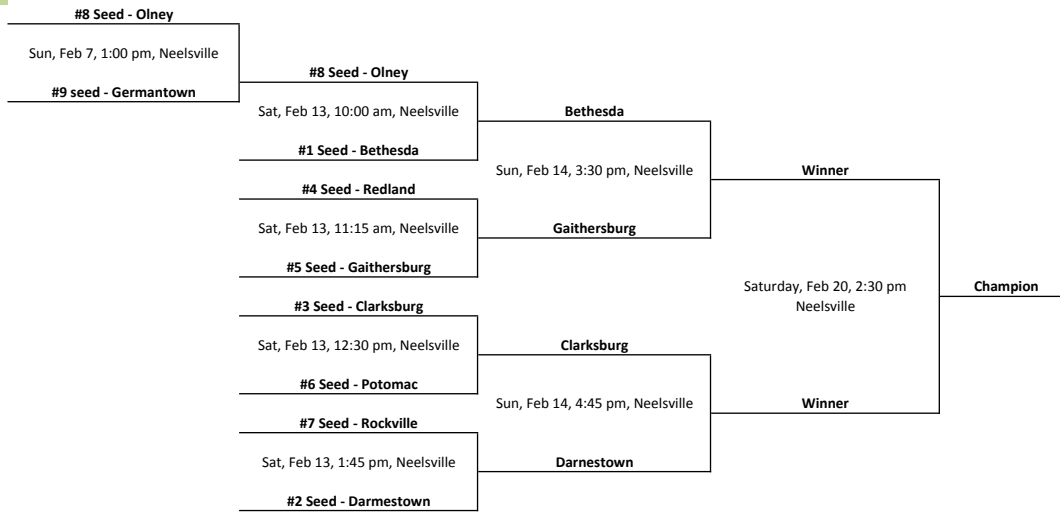 #8 Seed - Olney
Sun, Feb 7, 1:00 pm, Neelsville
#9 seed - Germantown
#8 Seed - Olney
Sat, Feb 13, 10:00 am, Neelsville
#1 Seed - Bethesda
#4 Seed - Redland
Sat, Feb 13, 11:15 am, Neelsville
#5 Seed - Gaithersburg
#3 Seed - Clarksburg
Sat, Feb 13, 12:30 pm, Neelsville
#6 Seed - Potomac
#7 Seed - Rockville
Sat, Feb 13, 1:45 pm, Neelsville
#2 Seed - Darmestown
Bethesda
Sun, Feb 14, 3:30 pm, Neelsville
Gaithersburg
Clarksburg
Sun, Feb 14, 4:45 pm, Neelsville
Darnestown
Winner
Saturday, Feb 20, 2:30 pm
Neelsville
Winner
Champion